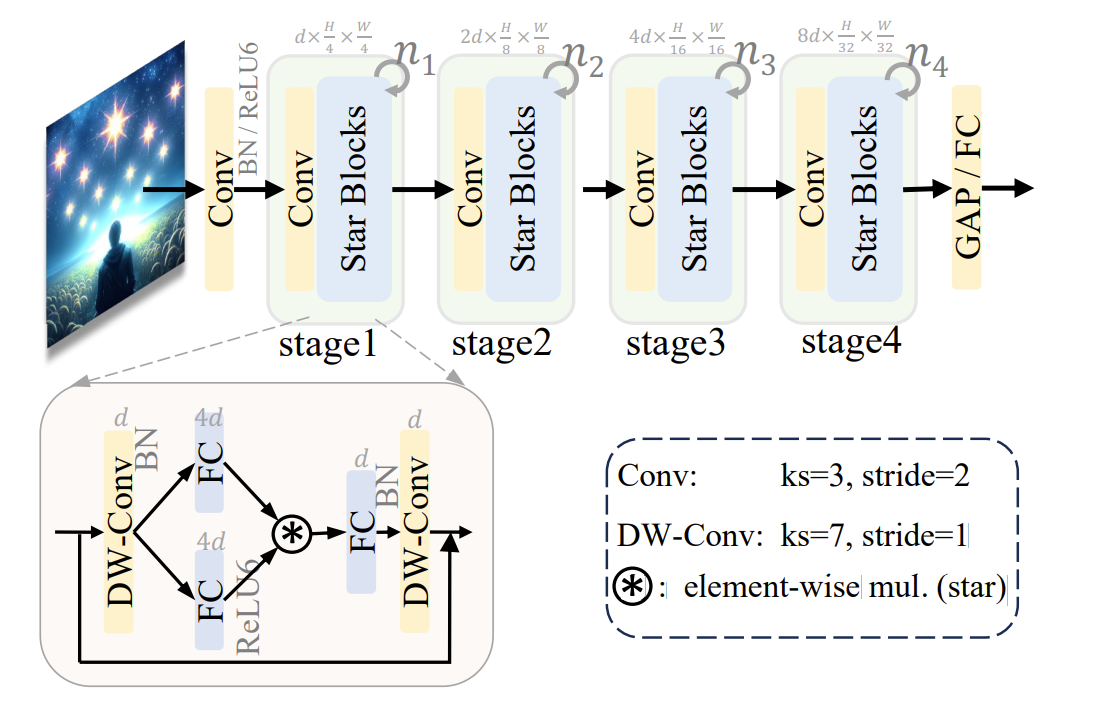 d×H/4×W/4
2d×H/8×W/8
4d×H/16×W/16
8d×H/32×W/32
n1
n2
n3
n4
Conv
BN / ReLU6
Conv
Star Blocks
Conv
Star Blocks
Conv
Star Blocks
Conv
Star Blocks
GAP / FC
stage1
stage2
stage3
stage4
d
DW-Conv
BN
4d
FC
4d
FC
ReLU6
*
d
FC
BN
d
DW-Conv
Conv: ks=3, stride=2
DW-Conv: ks=7, stride=1
* : element-wise mul. (star)